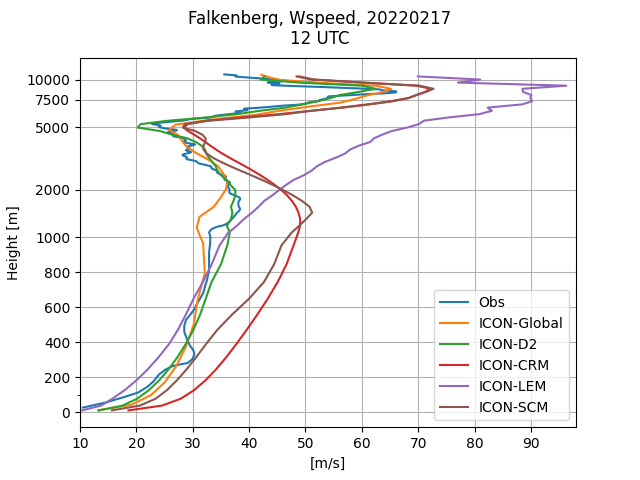 Falkenberg, Wspeed, 20220217
12 UTC
10000
7500
5000
2000
1000
800
600
400
200
0
Height [m]
10 20 30 40 50 60 70 80 90
[m/s]
Obs
ICON-Global
ICON-D2
ICON-CRM
ICON-LEM
ICON-SCM